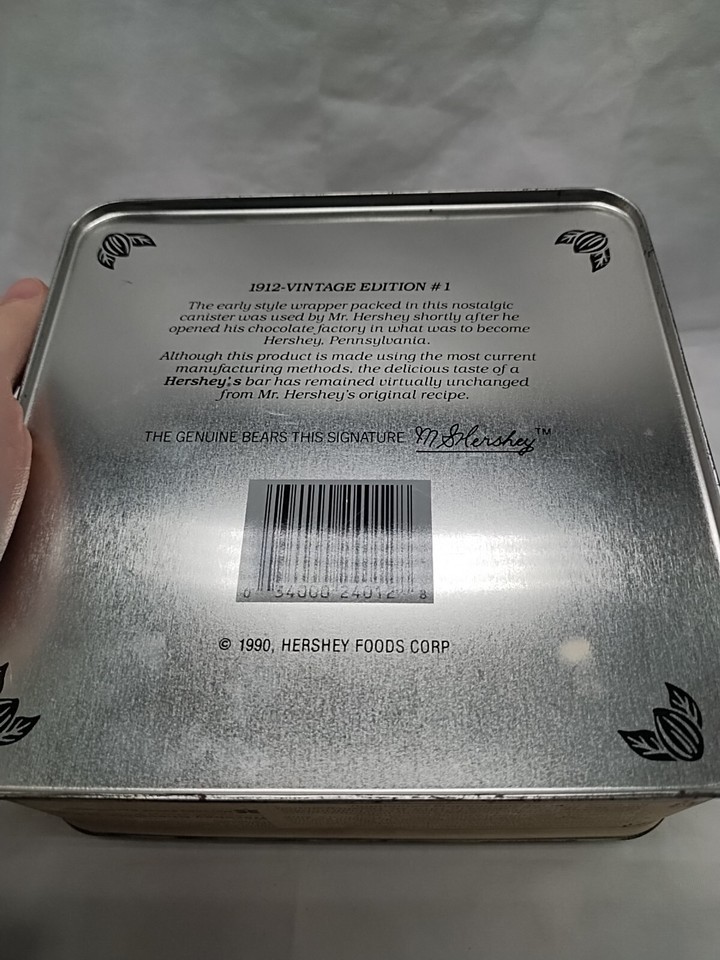 1912-VINTAGE EDITION #1
The early style wrapper packed in this nostalgic
canister was used by Mr. Hershey shortly after he
opened his chocolate factory in what was to become
Hershey, Pennsylvania.
Although this product is made using the most current
manufacturing methods, the delicious taste of a
Hershey's bar has remained virtually unchanged
from Mr. Hershey's original recipe.
THE GENUINE BEARS THIS SIGNATURE M S Hershey™
0 34000 24012 8
© 1990, HERSHEY FOODS CORP